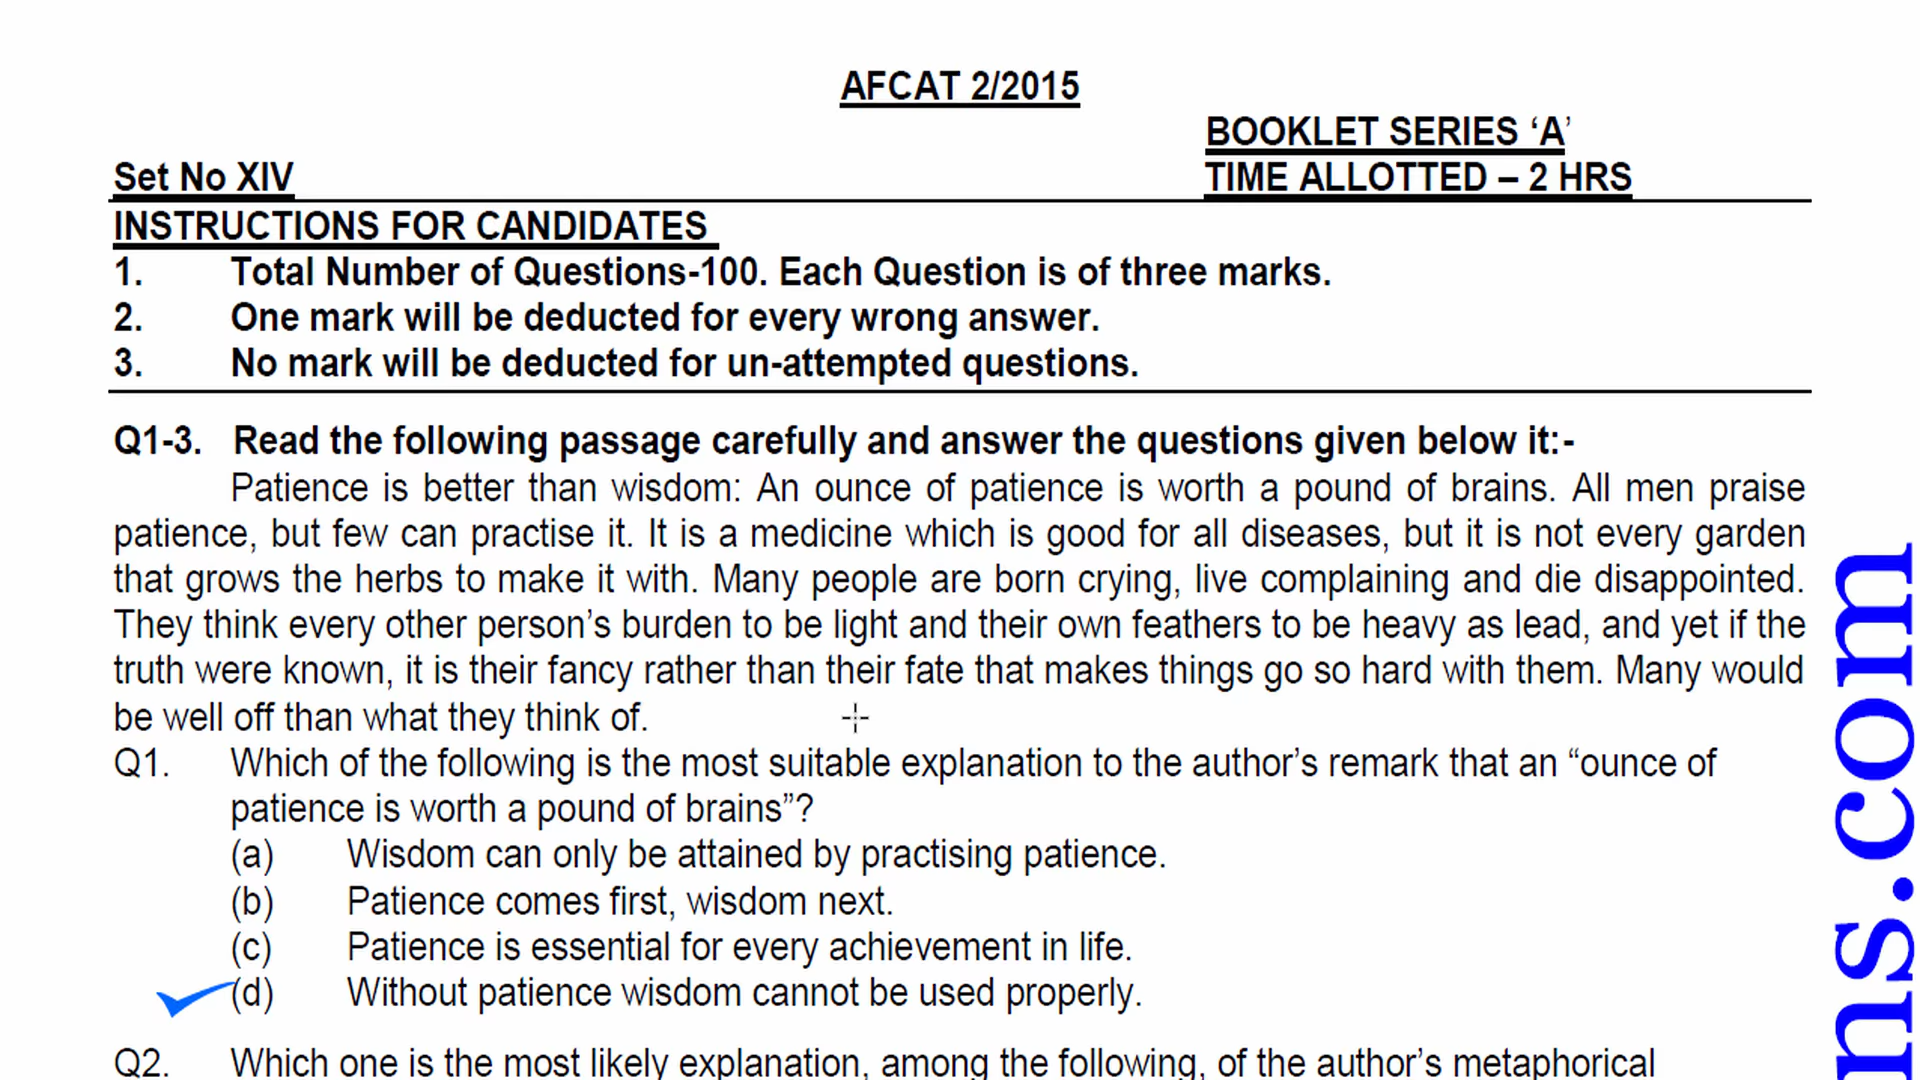 AFCAT 2/2015
BOOKLET SERIES ‘A’
Set No XIV
TIME ALLOTTED – 2 HRS
INSTRUCTIONS FOR CANDIDATES
1. Total Number of Questions-100. Each Question is of three marks.
2. One mark will be deducted for every wrong answer.
3. No mark will be deducted for un-attempted questions.
Q1-3. Read the following passage carefully and answer the questions given below it:-
Patience is better than wisdom: An ounce of patience is worth a pound of brains. All men praise
patience, but few can practise it. It is a medicine which is good for all diseases, but it is not every garden
that grows the herbs to make it with. Many people are born crying, live complaining and die disappointed.
They think every other person’s burden to be light and their own feathers to be heavy as lead, and yet if the
truth were known, it is their fancy rather than their fate that makes things go so hard with them. Many would
be well off than what they think of.
Q1. Which of the following is the most suitable explanation to the author’s remark that an “ounce of
patience is worth a pound of brains”?
(a) Wisdom can only be attained by practising patience.
(b) Patience comes first, wisdom next.
(c) Patience is essential for every achievement in life.
(d) Without patience wisdom cannot be used properly.
Q2. Which one is the most likely explanation, among the following, of the author’s metaphorical
ns.com